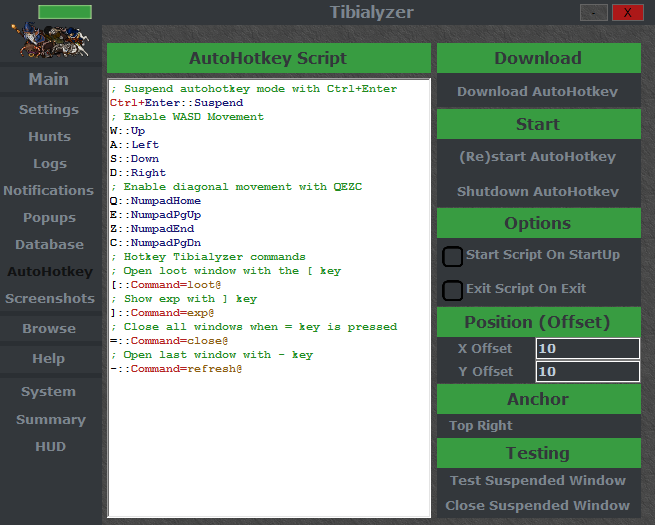 Tibialyzer
-
X
Main
Settings
Hunts
Logs
Notifications
Popups
Database
AutoHotkey
Screenshots
Browse
Help
System
Summary
HUD
AutoHotkey Script
; Suspend autohotkey mode with Ctrl+Enter
Ctrl+Enter::Suspend
; Enable WASD Movement
W::Up
A::Left
S::Down
D::Right
; Enable diagonal movement with QEZC
Q::NumpadHome
E::NumpadPgUp
Z::NumpadEnd
C::NumpadPgDn
; Hotkey Tibialyzer commands
; Open loot window with the [ key
[::Command=loot@
; Show exp with ] key
]::Command=exp@
; Close all windows when = key is pressed
=::Command=close@
; Open last window with - key
-::Command=refresh@
Download
Download AutoHotkey
Start
(Re)start AutoHotkey
Shutdown AutoHotkey
Options
Start Script On StartUp
Exit Script On Exit
Position (Offset)
X Offset 10
Y Offset 10
Anchor
Top Right
Testing
Test Suspended Window
Close Suspended Window